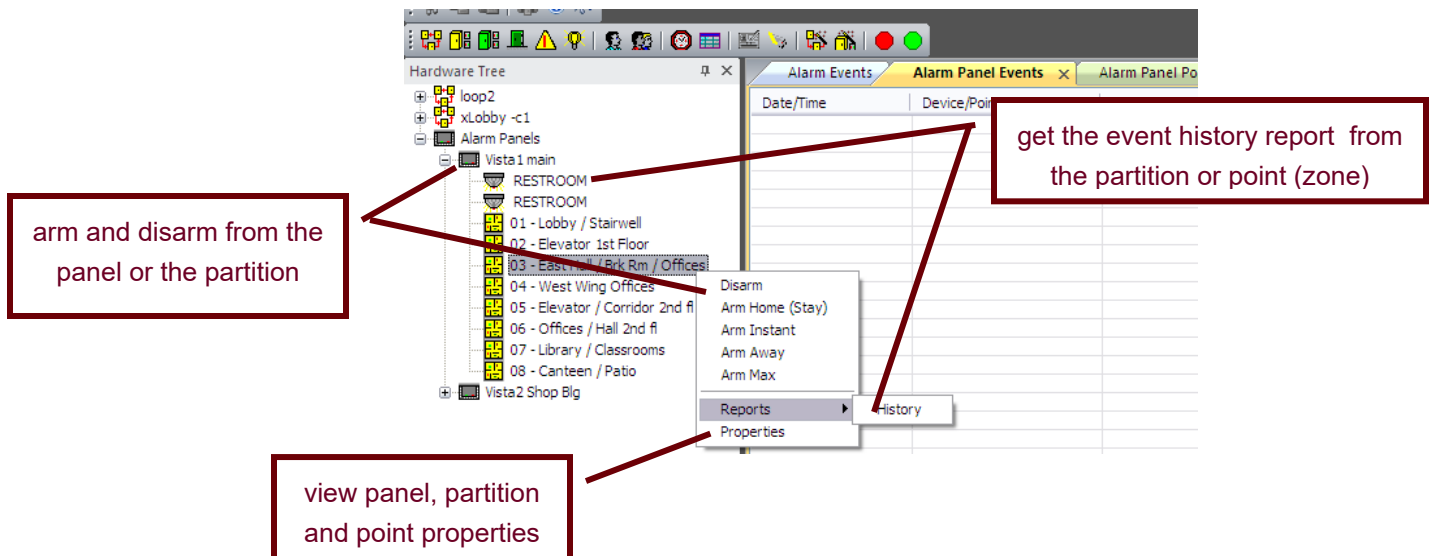 Hardware Tree
Alarm Events
Alarm Panel Events
Alarm Panel Po
Date/Time
loop2
xLobby -c1
Alarm Panels
Vista1 main
RESTROOM
RESTROOM
01 - Lobby / Stairwell
02 - Elevator 1st Floor
03 - East Hall / Brk Rm / Offices
04 - West Wing Offices
05 - Elevator / Corridor 2nd fl
06 - Offices / Hall 2nd fl
07 - Library / Classrooms
08 - Canteen / Patio
Vista2 Shop Blg
Disarm
Arm Home (Stay)
Arm Instant
Arm Away
Arm Max
Reports
History
Properties
get the event history report from
the partition or point (zone)
arm and disarm from the
panel or the partition
view panel, partition
and point properties